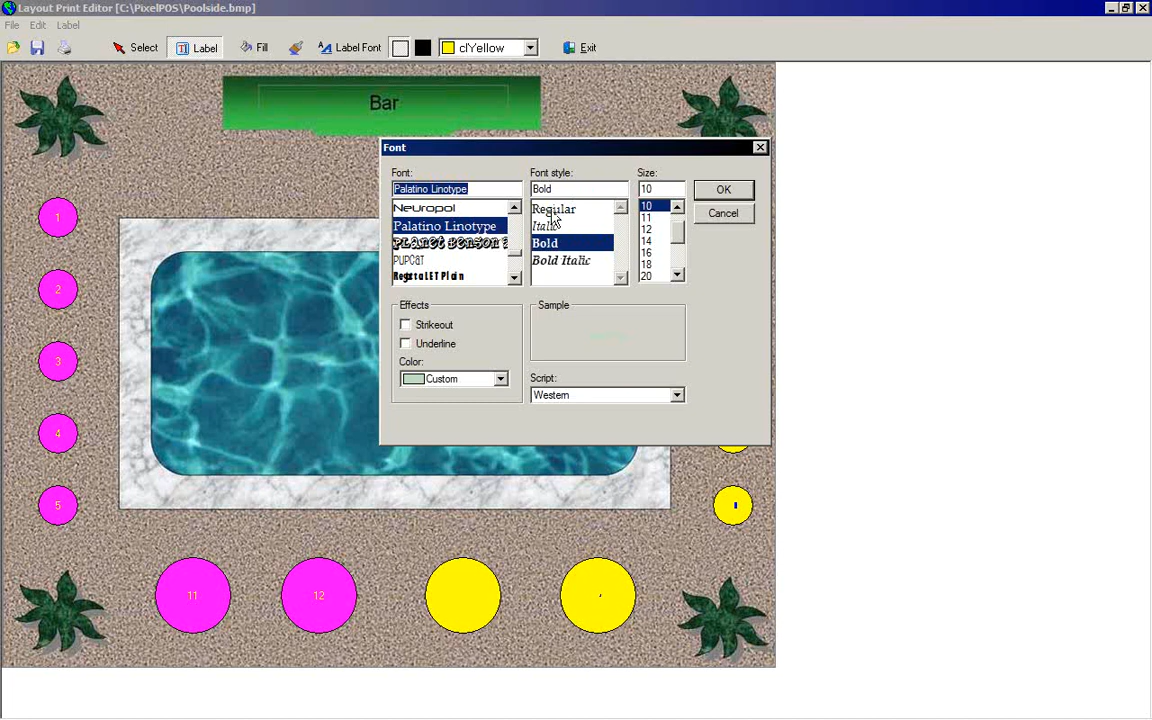 Layout Print Editor [C:\PixelPOS\Poolside.bmp]
File Edit Label
Select Label Fill Label Font clYellow Exit
Bar
Font
Font: Font style: Size:
Palatino Linotype Bold 10 OK
Neuropol Regular 10
Palatino Linotype Italic 11 Cancel
Planet Benson 2 Bold 12
PUPCAT Bold Italic 14
Registal LET Plain 16
18
20
Effects Sample
Strikeout
Underline
Color:
Custom
Script:
Western
1
2
3
4
5
11 12